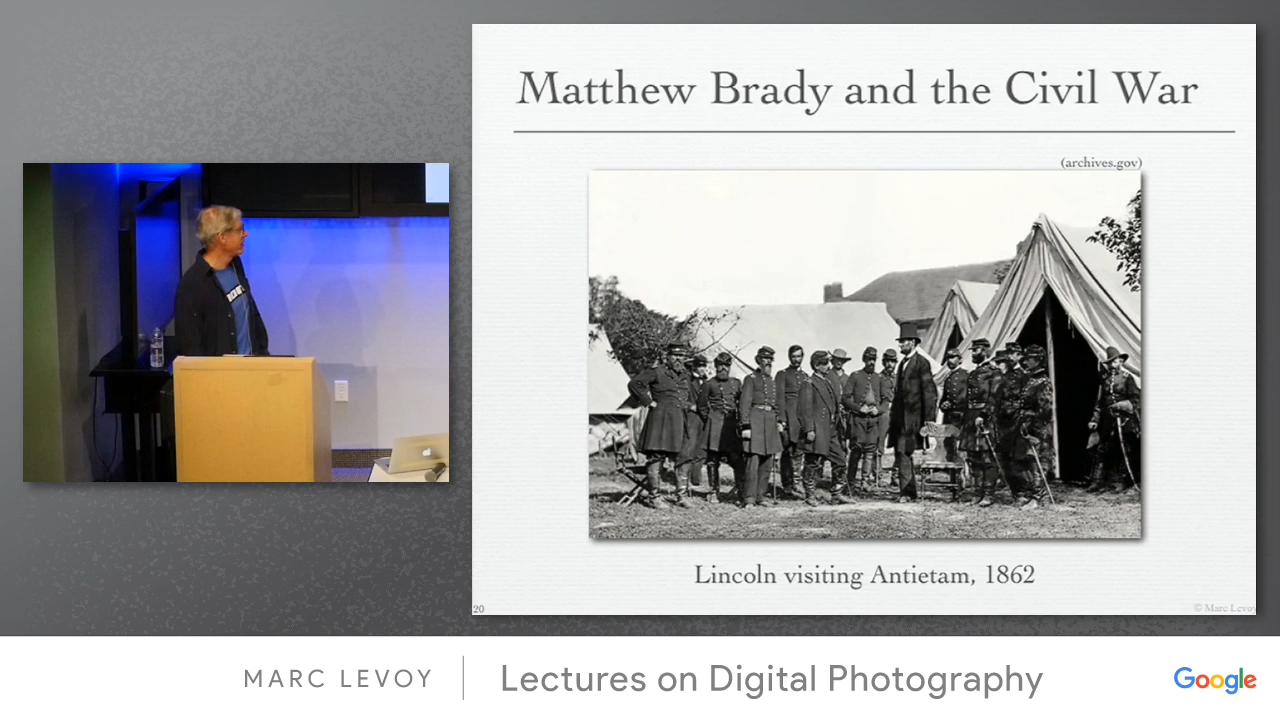 Matthew Brady and the Civil War
(archives.gov)
Lincoln visiting Antietam, 1862
20
© Marc Levoy
MARC LEVOY
Lectures on Digital Photography
Google